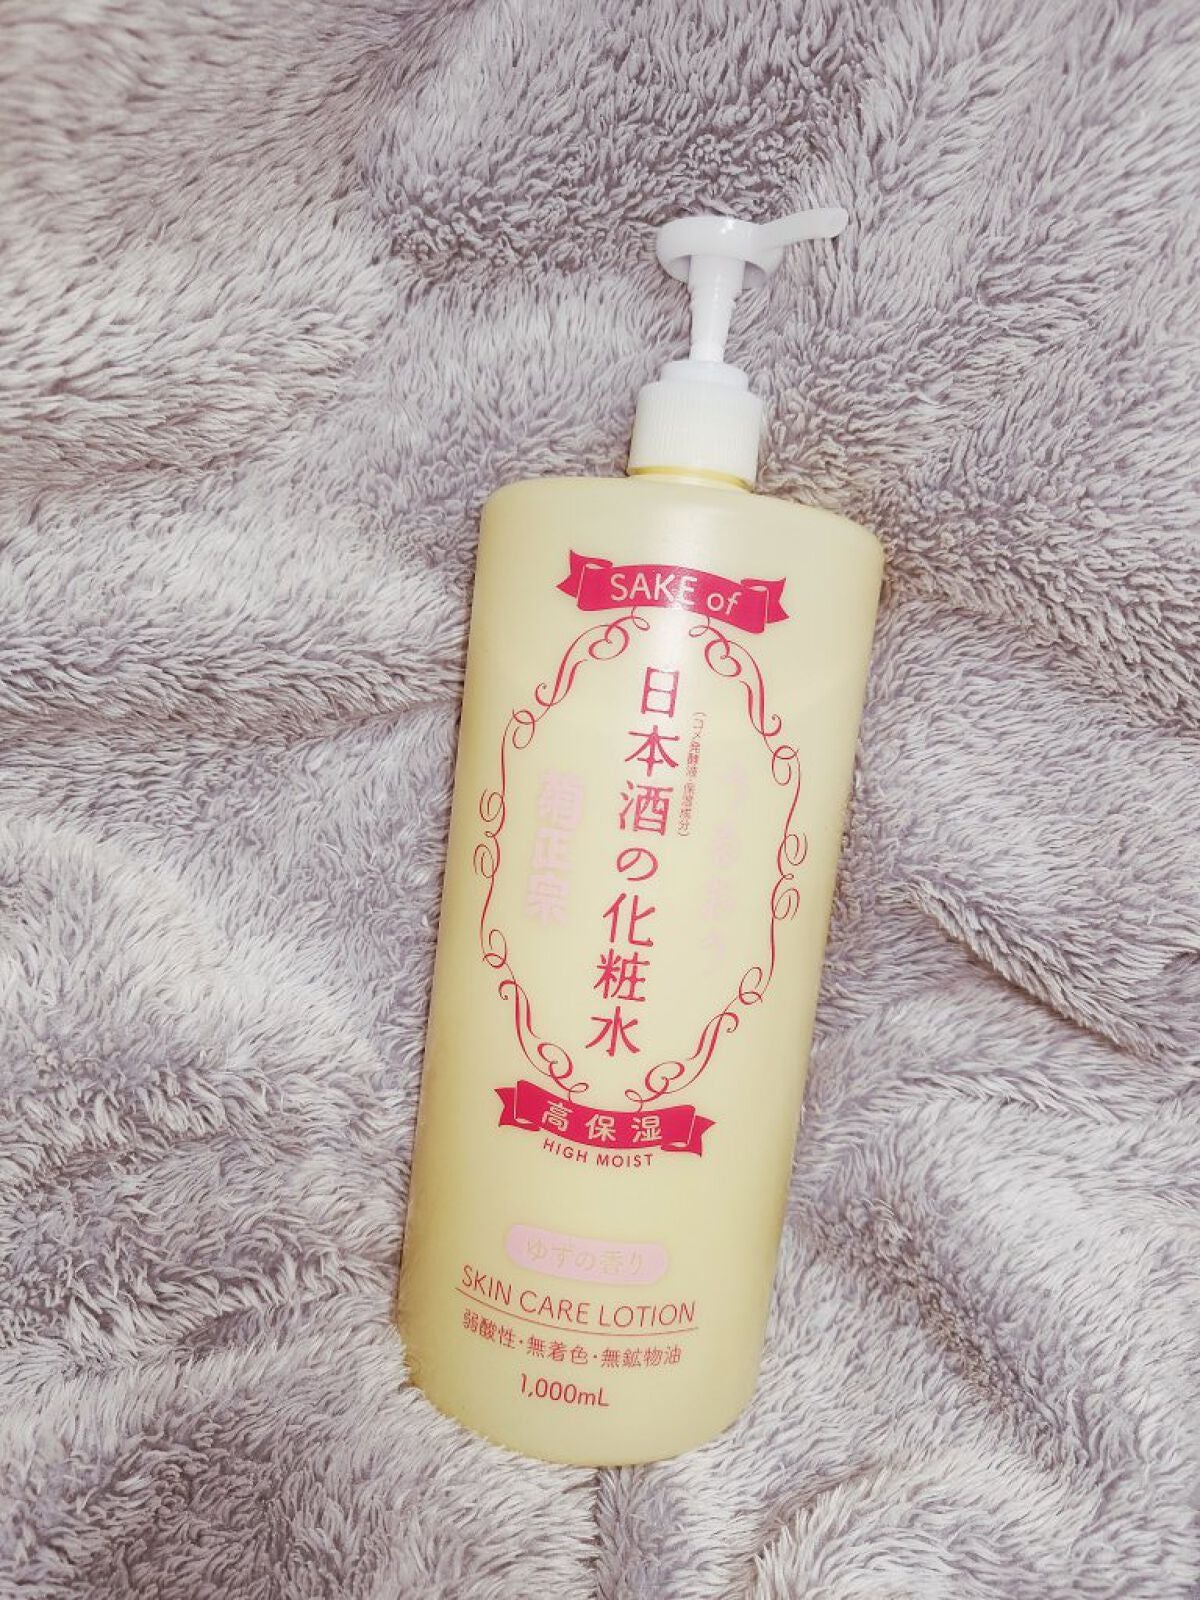 SAKE of
うるおう
日本酒の化粧水
(コメ発酵液・保湿成分)
菊正宗
高保湿
HIGH MOIST
ゆずの香り
SKIN CARE LOTION
弱酸性・無着色・無鉱物油
1,000mL